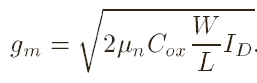 $g_m = \sqrt{2\mu_n C_{ox} \frac{W}{L} I_D}.$